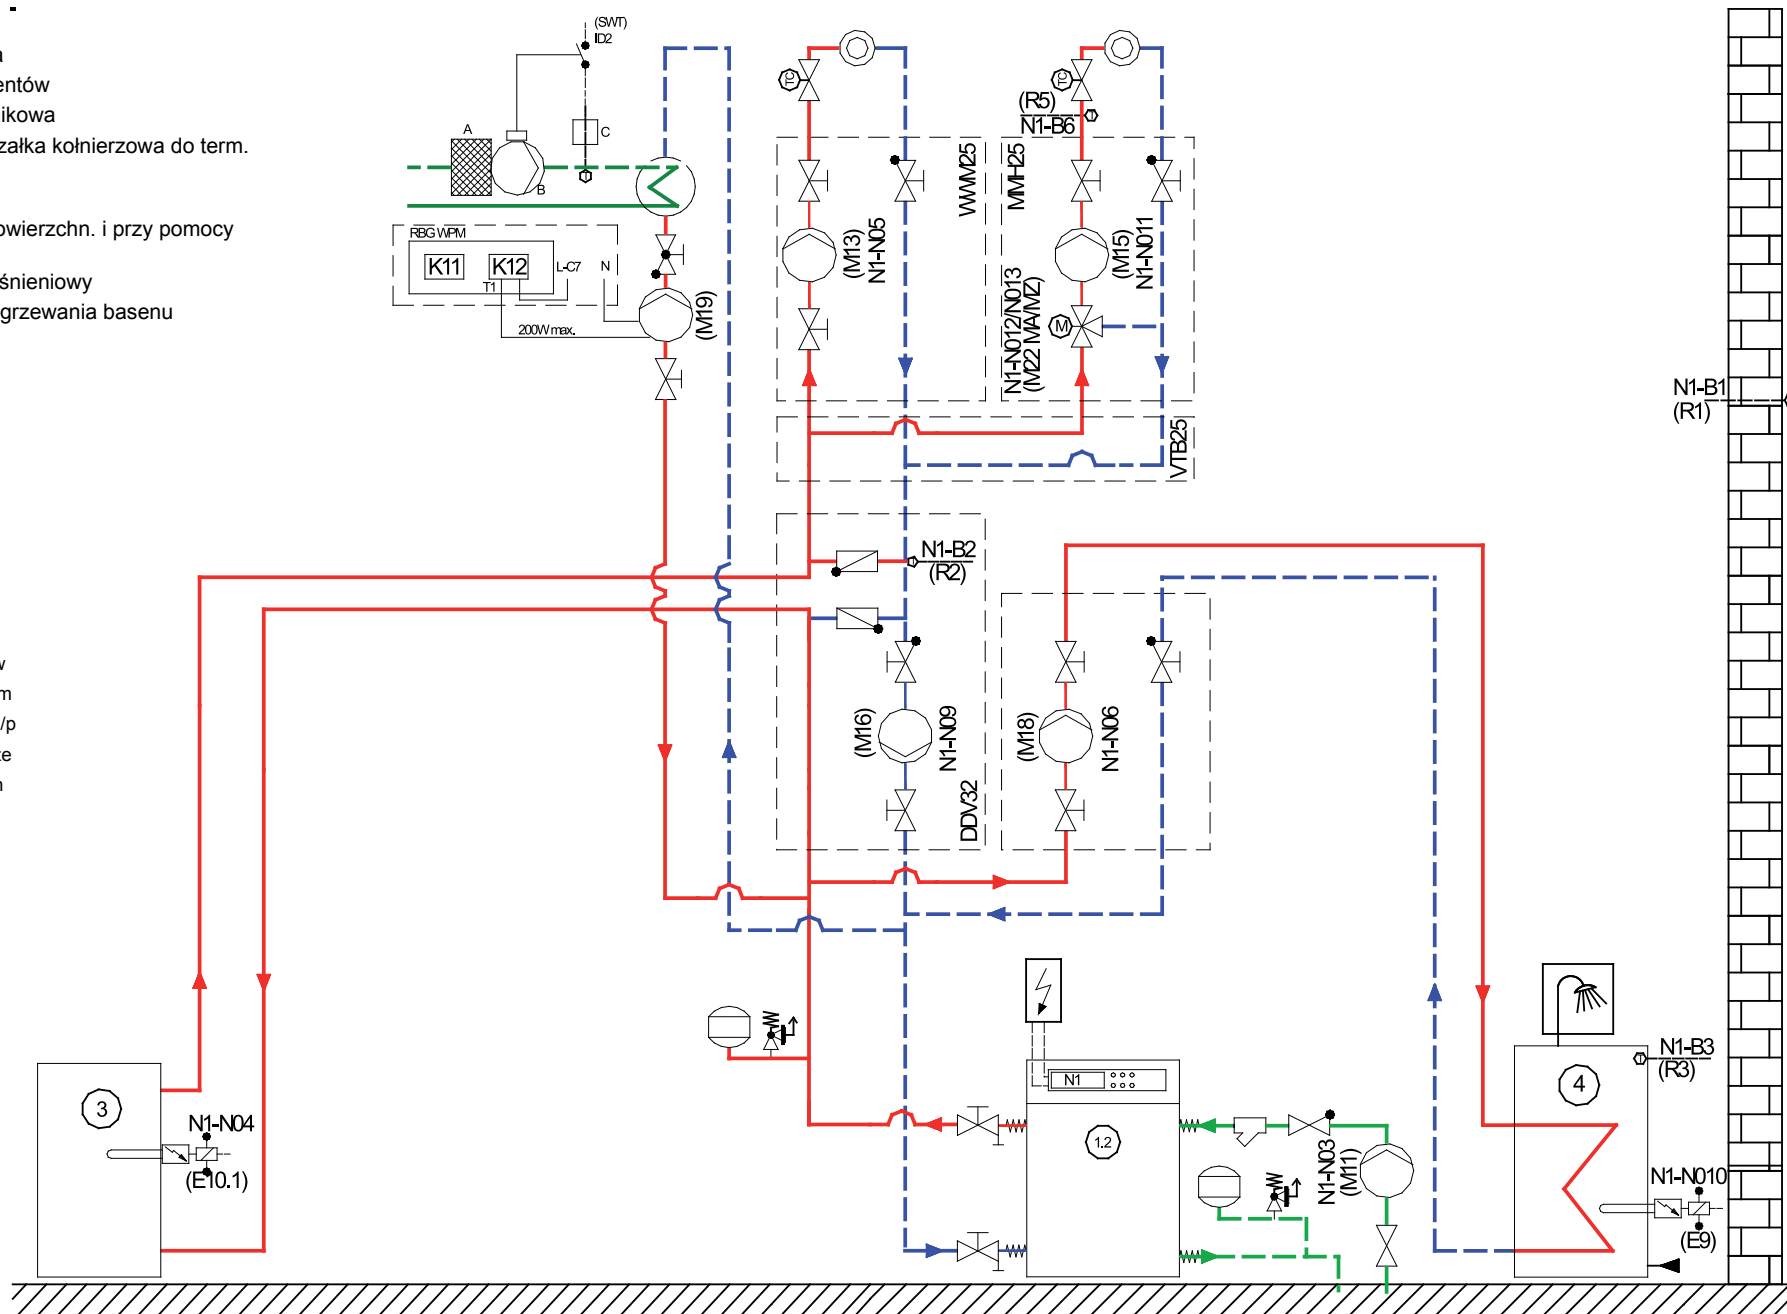 a
entów
ikowa
załka kołnierzowa do term.
owierzchn. i przy pomocy
śnieniowy
grzewania basenu
w
m
/p
te
n
(SWT)
ID2
A
B
C
RBG WPM
K11
K12
T1
L-C7
N
200W max.
(M19)
TC
(M13)
N1-N05
WWM25
TC
(R5)
N1-B6
MMH25
(M15)
N1-N011
M
N1-N012/N013
(M22 MA/MZ)
VTB25
N1-B1
(R1)
N1-B2
(R2)
(M16)
N1-N09
DDV32
(M18)
N1-N06
3
N1-N04
(E10.1)
N1
1.2
N1-N03
(M11)
4
N1-B3
(R3)
N1-N010
(E9)